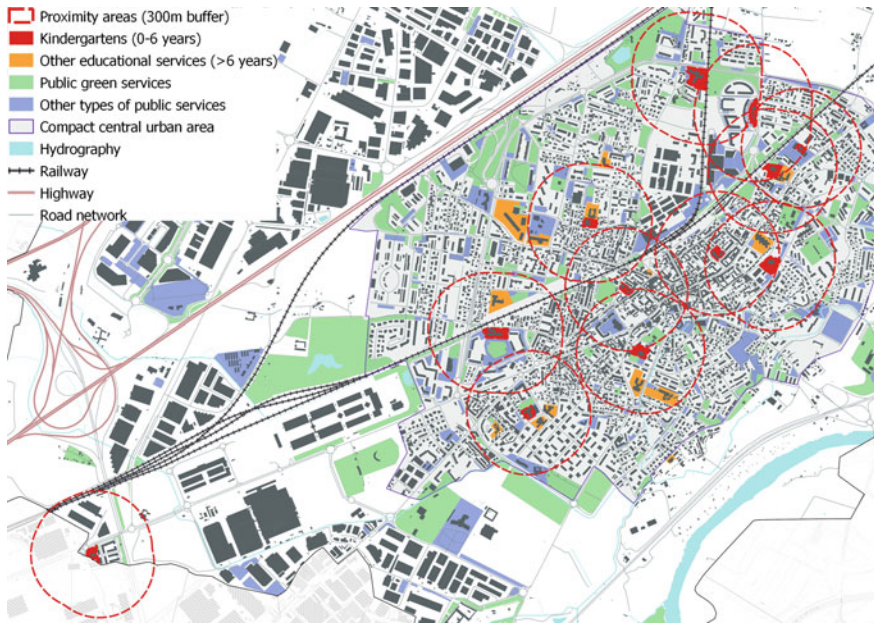 Proximity areas (300m buffer)
Kindergartens (0-6 years)
Other educational services (>6 years)
Public green services
Other types of public services
Compact central urban area
Hydrography
Railway
Highway
Road network